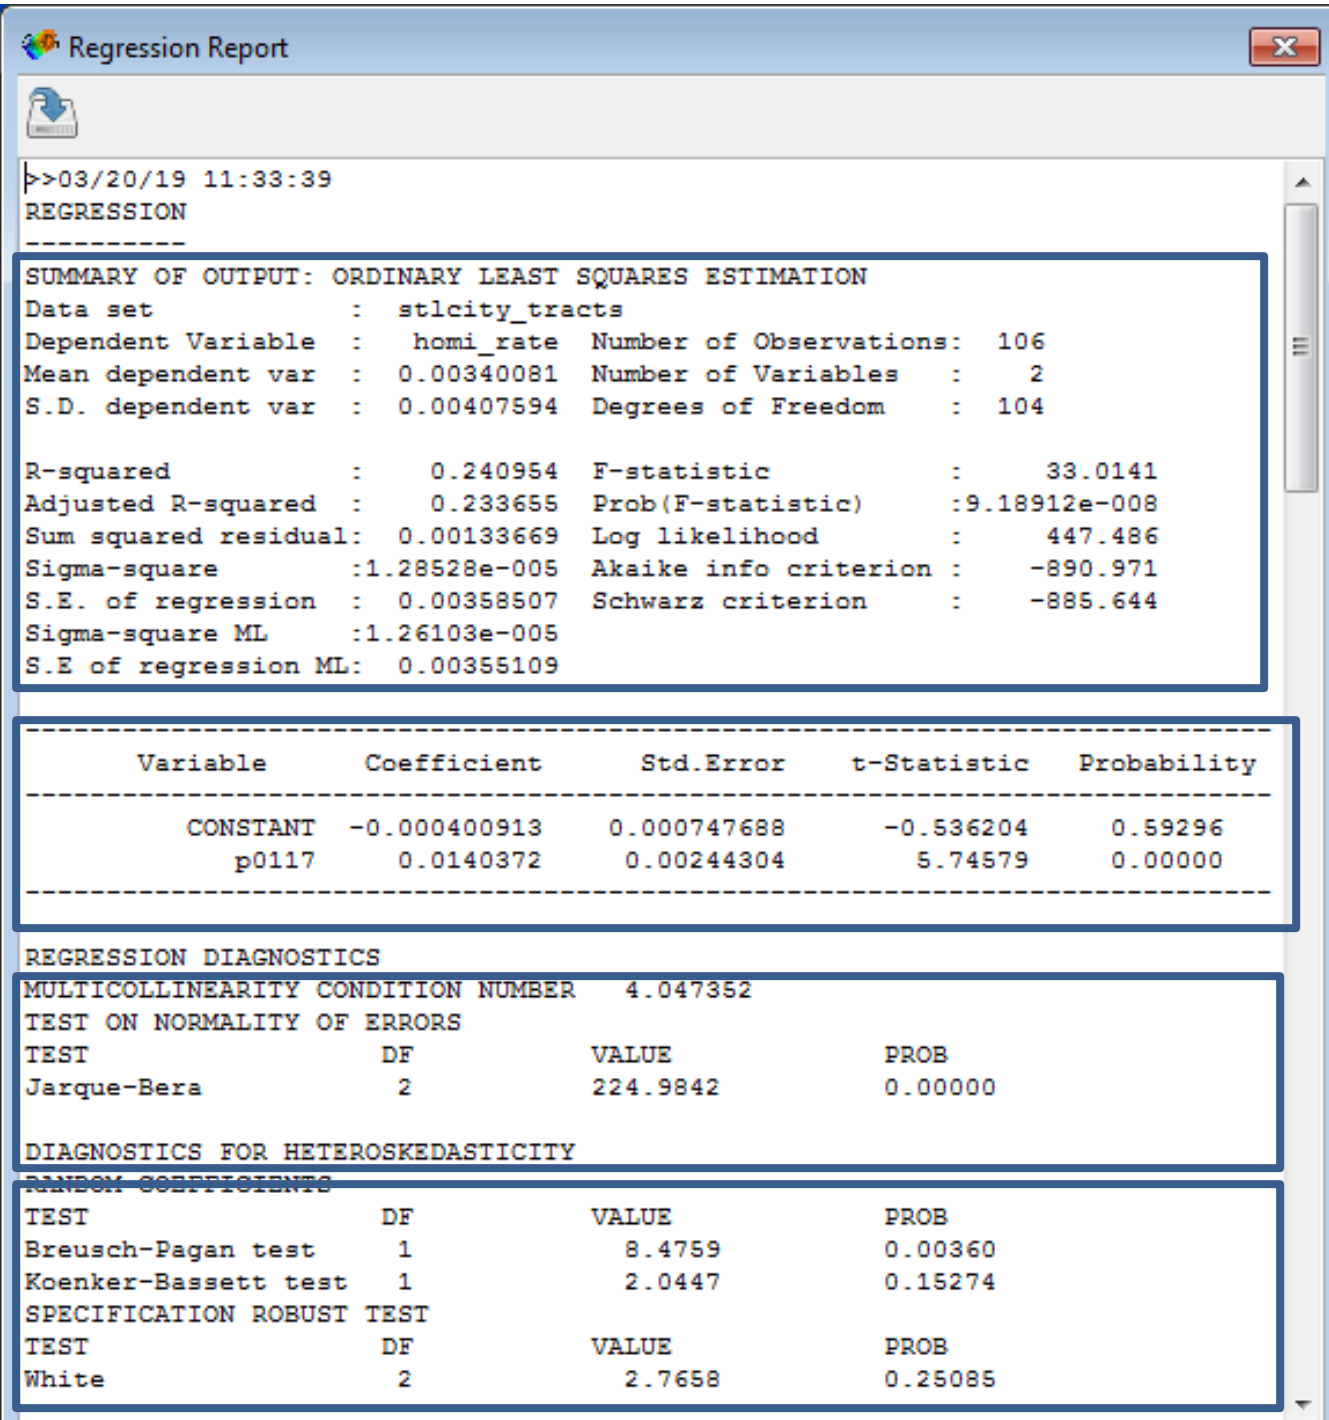 Regression Report
>>03/20/19 11:33:39
REGRESSION
----------
SUMMARY OF OUTPUT: ORDINARY LEAST SQUARES ESTIMATION
Data set            :  stlcity_tracts
Dependent Variable  :   homi_rate  Number of Observations:  106
Mean dependent var  :  0.00340081  Number of Variables   :    2
S.D. dependent var  :  0.00407594  Degrees of Freedom    :  104
R-squared           :    0.240954  F-statistic           :     33.0141
Adjusted R-squared  :    0.233655  Prob(F-statistic)     :9.18912e-008
Sum squared residual:  0.00133669  Log likelihood        :     447.486
Sigma-square        :1.28528e-005  Akaike info criterion :    -890.971
S.E. of regression  :  0.00358507  Schwarz criterion     :    -885.644
Sigma-square ML     :1.26103e-005
S.E of regression ML:  0.00355109
-----------------------------------------------------------------------------
       Variable      Coefficient      Std.Error    t-Statistic   Probability
-----------------------------------------------------------------------------
          CONSTANT  -0.000400913    0.000747688      -0.536204     0.59296
             p0117     0.0140372     0.00244304        5.74579     0.00000
-----------------------------------------------------------------------------
REGRESSION DIAGNOSTICS
MULTICOLLINEARITY CONDITION NUMBER   4.047352
TEST ON NORMALITY OF ERRORS
TEST                  DF           VALUE             PROB
Jarque-Bera            2           224.9842          0.00000
DIAGNOSTICS FOR HETEROSKEDASTICITY
RANDOM COEFFICIENTS
TEST                  DF           VALUE             PROB
Breusch-Pagan test     1             8.4759          0.00360
Koenker-Bassett test   1             2.0447          0.15274
SPECIFICATION ROBUST TEST
TEST                  DF           VALUE             PROB
White                  2             2.7658          0.25085